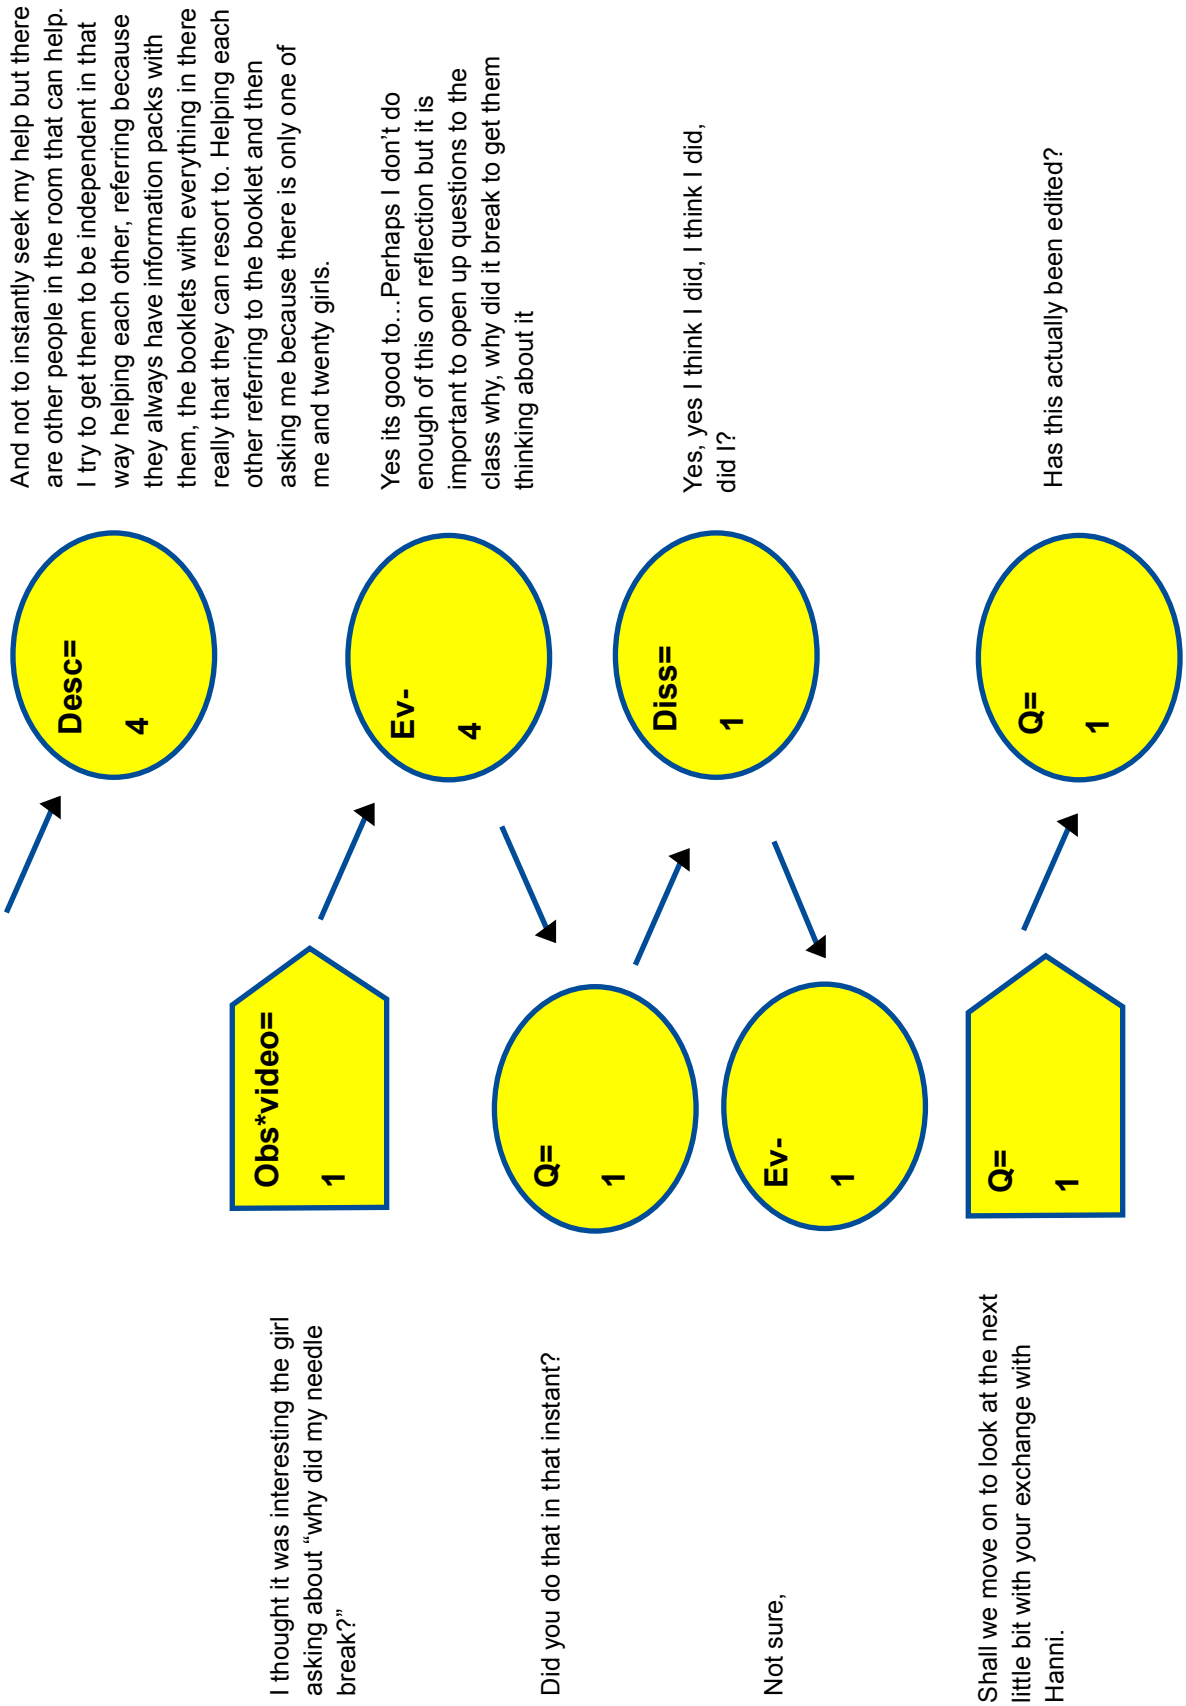 And not to instantly seek my help but there
are other people in the room that can help.
I try to get them to be independent in that
way helping each other, referring because
they always have information packs with
them, the booklets with everything in there
really that they can resort to. Helping each
other referring to the booklet and then
asking me because there is only one of
me and twenty girls.
Desc=
4
I thought it was interesting the girl
asking about “why did my needle
break?”
Obs*video=
1
Ev-
4
Yes its good to…Perhaps I don't do
enough of this on reflection but it is
important to open up questions to the
class why, why did it break to get them
thinking about it
Did you do that in that instant?
Q=
1
Diss=
1
Yes, yes I think I did, I think I did,
did I?
Not sure,
Ev-
1
Shall we move on to look at the next
little bit with your exchange with
Hanni.
Q=
1
Q=
1
Has this actually been edited?